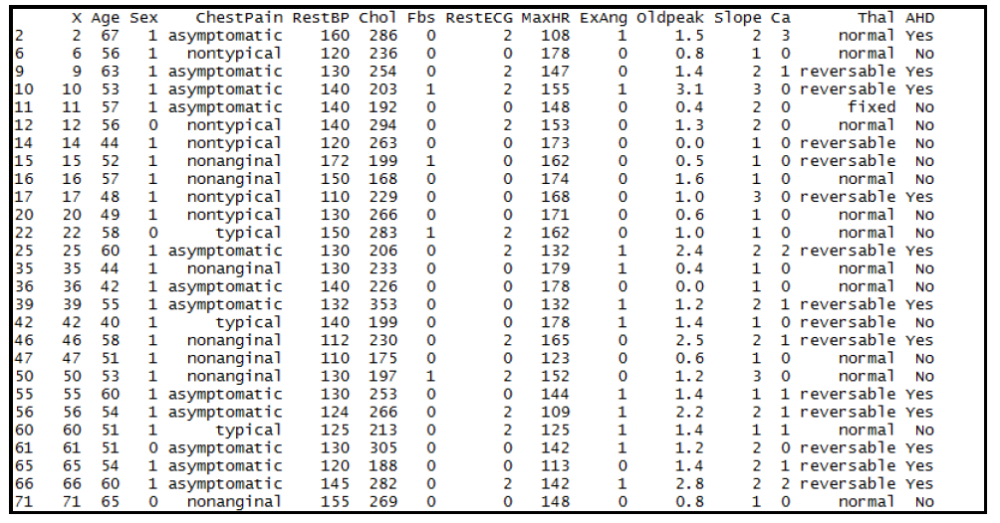 X Age Sex ChestPain RestBP Chol Fbs RestECG MaxHR ExAng Oldpeak Slope Ca Thal AHD
2 2 67 1 asymptomatic 160 286 0 2 108 1 1.5 2 3 normal Yes
6 6 56 1 nontypical 120 236 0 0 178 0 0.8 1 0 normal No
9 9 63 1 asymptomatic 130 254 0 2 147 0 1.4 2 1 reversable Yes
10 10 53 1 asymptomatic 140 203 1 2 155 1 3.1 3 0 reversable Yes
11 11 57 1 asymptomatic 140 192 0 0 148 0 0.4 2 0 fixed No
12 12 56 0 nontypical 140 294 0 2 153 0 1.3 2 0 normal No
14 14 44 1 nontypical 120 263 0 0 173 0 0.0 1 0 reversable No
15 15 52 1 nonanginal 172 199 1 0 162 0 0.5 1 0 reversable No
16 16 57 1 nonanginal 150 168 0 0 174 0 1.6 1 0 normal No
17 17 48 1 nontypical 110 229 0 0 168 0 1.0 3 0 reversable Yes
20 20 49 1 nontypical 130 266 0 0 171 0 0.6 1 0 normal No
22 22 58 0 typical 150 283 1 2 162 0 1.0 1 0 normal No
25 25 60 1 asymptomatic 130 206 0 2 132 1 2.4 2 2 reversable Yes
35 35 44 1 nonanginal 130 233 0 0 179 1 0.4 1 0 normal No
36 36 42 1 asymptomatic 140 226 0 0 178 0 0.0 1 0 normal No
39 39 55 1 asymptomatic 132 353 0 0 132 1 1.2 2 1 reversable Yes
42 42 40 1 typical 140 199 0 0 178 1 1.4 1 0 reversable No
46 46 58 1 nonanginal 112 230 0 2 165 0 2.5 2 1 reversable Yes
47 47 51 1 nonanginal 110 175 0 0 123 0 0.6 1 0 normal No
50 50 53 1 nonanginal 130 197 1 2 152 0 1.2 3 0 normal No
55 55 60 1 asymptomatic 130 253 0 0 144 1 1.4 1 1 reversable Yes
56 56 54 1 asymptomatic 124 266 0 2 109 1 2.2 2 1 reversable Yes
60 60 51 1 typical 125 213 0 2 125 1 1.4 1 1 normal No
61 61 51 0 asymptomatic 130 305 0 0 142 1 1.2 2 0 reversable Yes
65 65 54 1 asymptomatic 120 188 0 0 113 0 1.4 2 1 reversable Yes
66 66 60 1 asymptomatic 145 282 0 2 142 1 2.8 2 2 reversable Yes
71 71 65 0 nonanginal 155 269 0 0 148 0 0.8 1 0 normal No